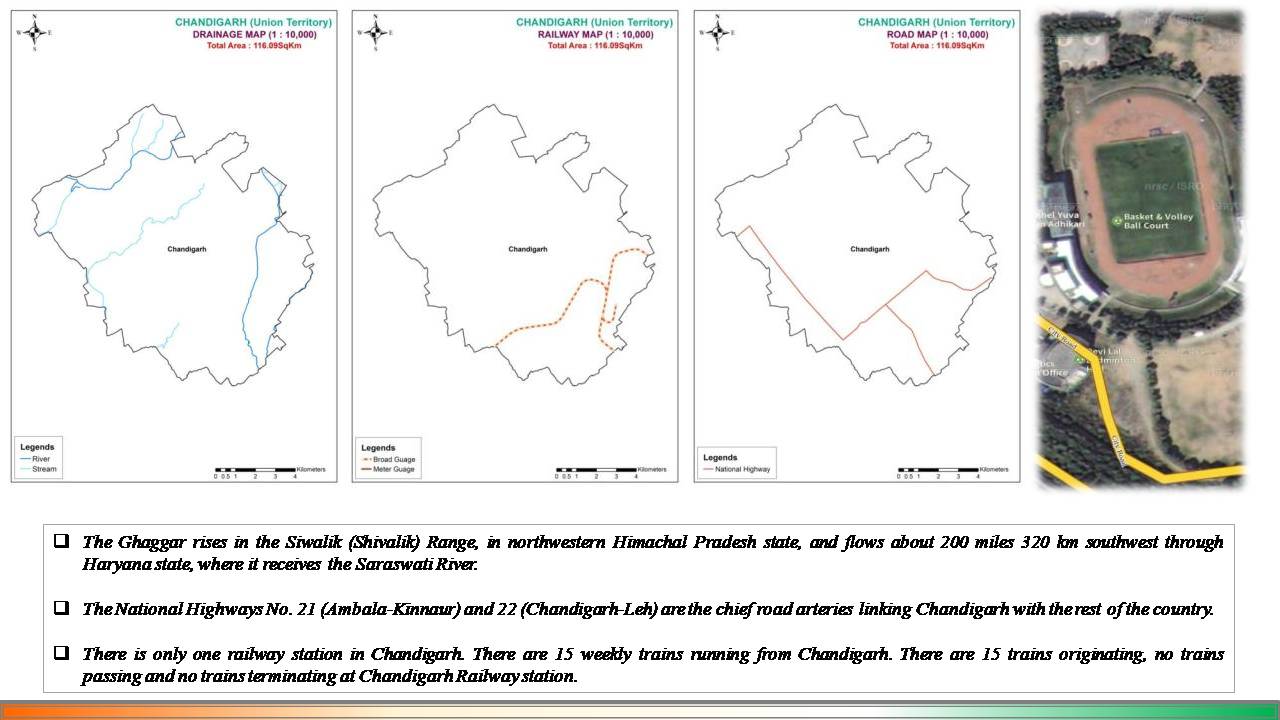 CHANDIGARH (Union Territory)
DRAINAGE MAP (1 : 10,000)
Total Area : 116.09SqKm
N
W E
S
Chandigarh
Legends
River
Stream
Kilometers
0 0.5 1 2 3 4
CHANDIGARH (Union Territory)
RAILWAY MAP (1 : 10,000)
Total Area : 116.09SqKm
N
W E
S
Chandigarh
Legends
Broad Guage
Meter Guage
Kilometers
0 0.5 1 2 3 4
CHANDIGARH (Union Territory)
ROAD MAP (1 : 10,000)
Total Area : 116.09SqKm
N
W E
S
Chandigarh
Legends
National Highway
Kilometers
0 0.5 1 2 3 4
nrsc / ISRO
Yuva
Adhikari
Basket & Volley
Ball Court
City Road
Lal
Office
City Road
The Ghaggar rises in the Siwalik (Shivalik) Range, in northwestern Himachal Pradesh state, and flows about 200 miles 320 km southwest through
Haryana state, where it receives the Saraswati River.
The National Highways No. 21 (Ambala-Kinnaur) and 22 (Chandigarh-Leh) are the chief road arteries linking Chandigarh with the rest of the country.
There is only one railway station in Chandigarh. There are 15 weekly trains running from Chandigarh. There are 15 trains originating, no trains
passing and no trains terminating at Chandigarh Railway station.